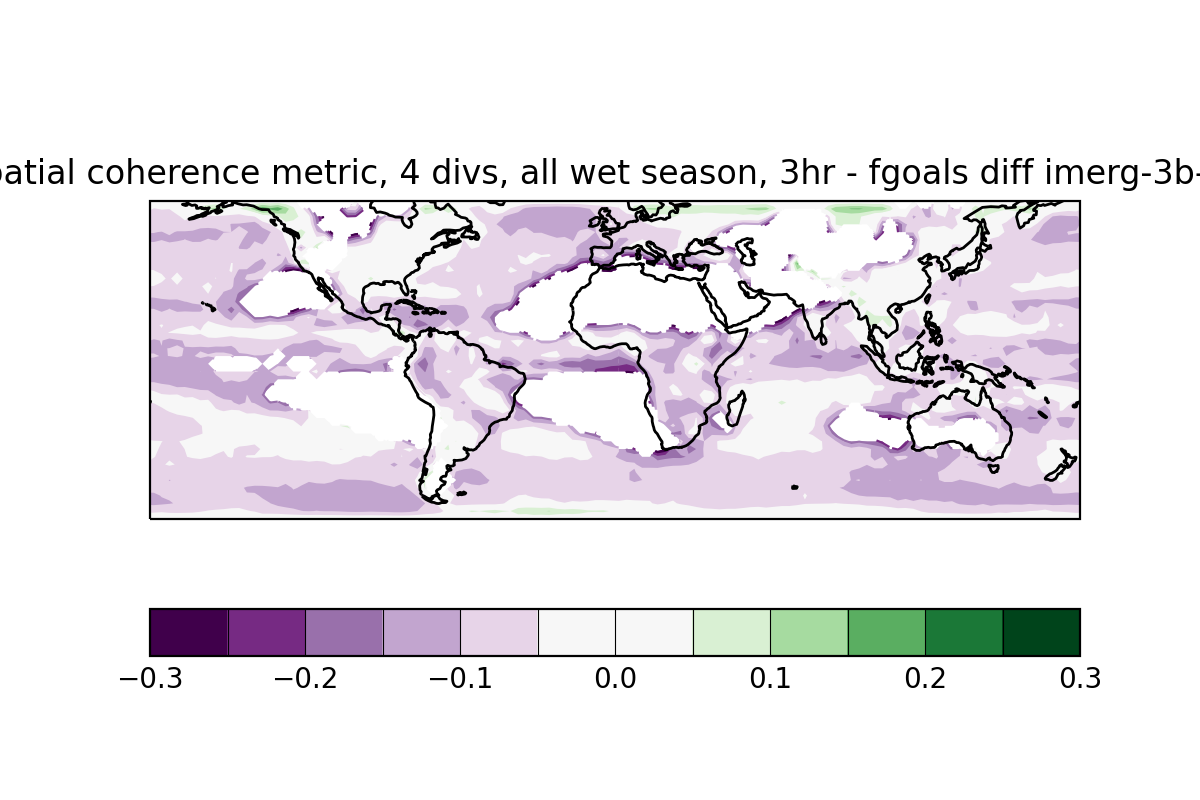 patial coherence metric, 4 divs, all wet season, 3hr - fgoals diff imerg-3b-
−0.3 −0.2 −0.1 0.0 0.1 0.2 0.3